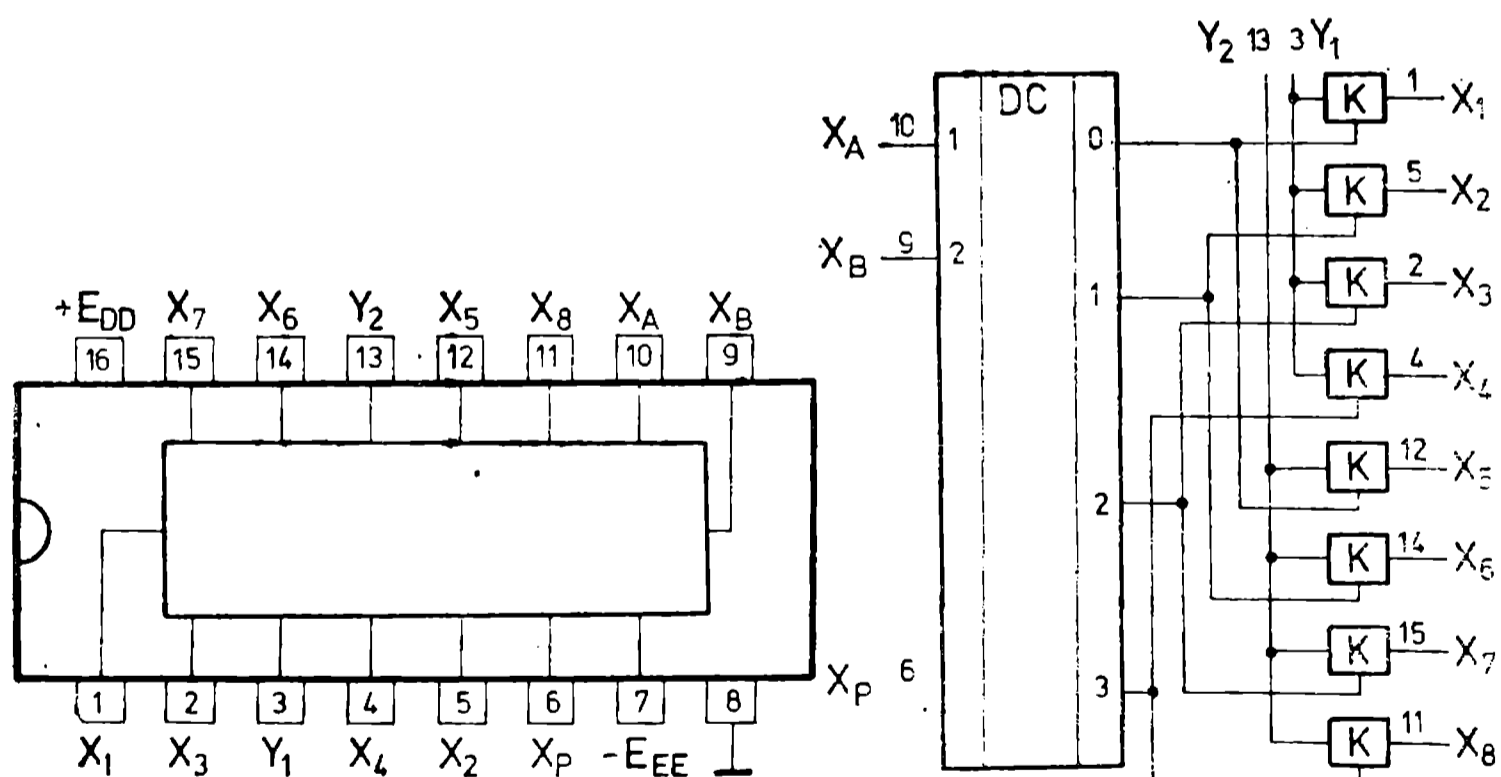 +E_DD X_7 X_6 Y_2 X_5 X_8 X_A X_B
16 15 14 13 12 11 10 9
1 2 3 4 5 6 7 8
X_1 X_3 Y_1 X_4 X_2 X_P -E_EE
Y_2 13 3 Y_1
DC
X_A 10 1
X_B 9 2
X_P 6
0
1
2
3
K 1 X_1
K 5 X_2
K 2 X_3
K 4 X_4
K 12 X_5
K 14 X_6
K 15 X_7
K 11 X_8